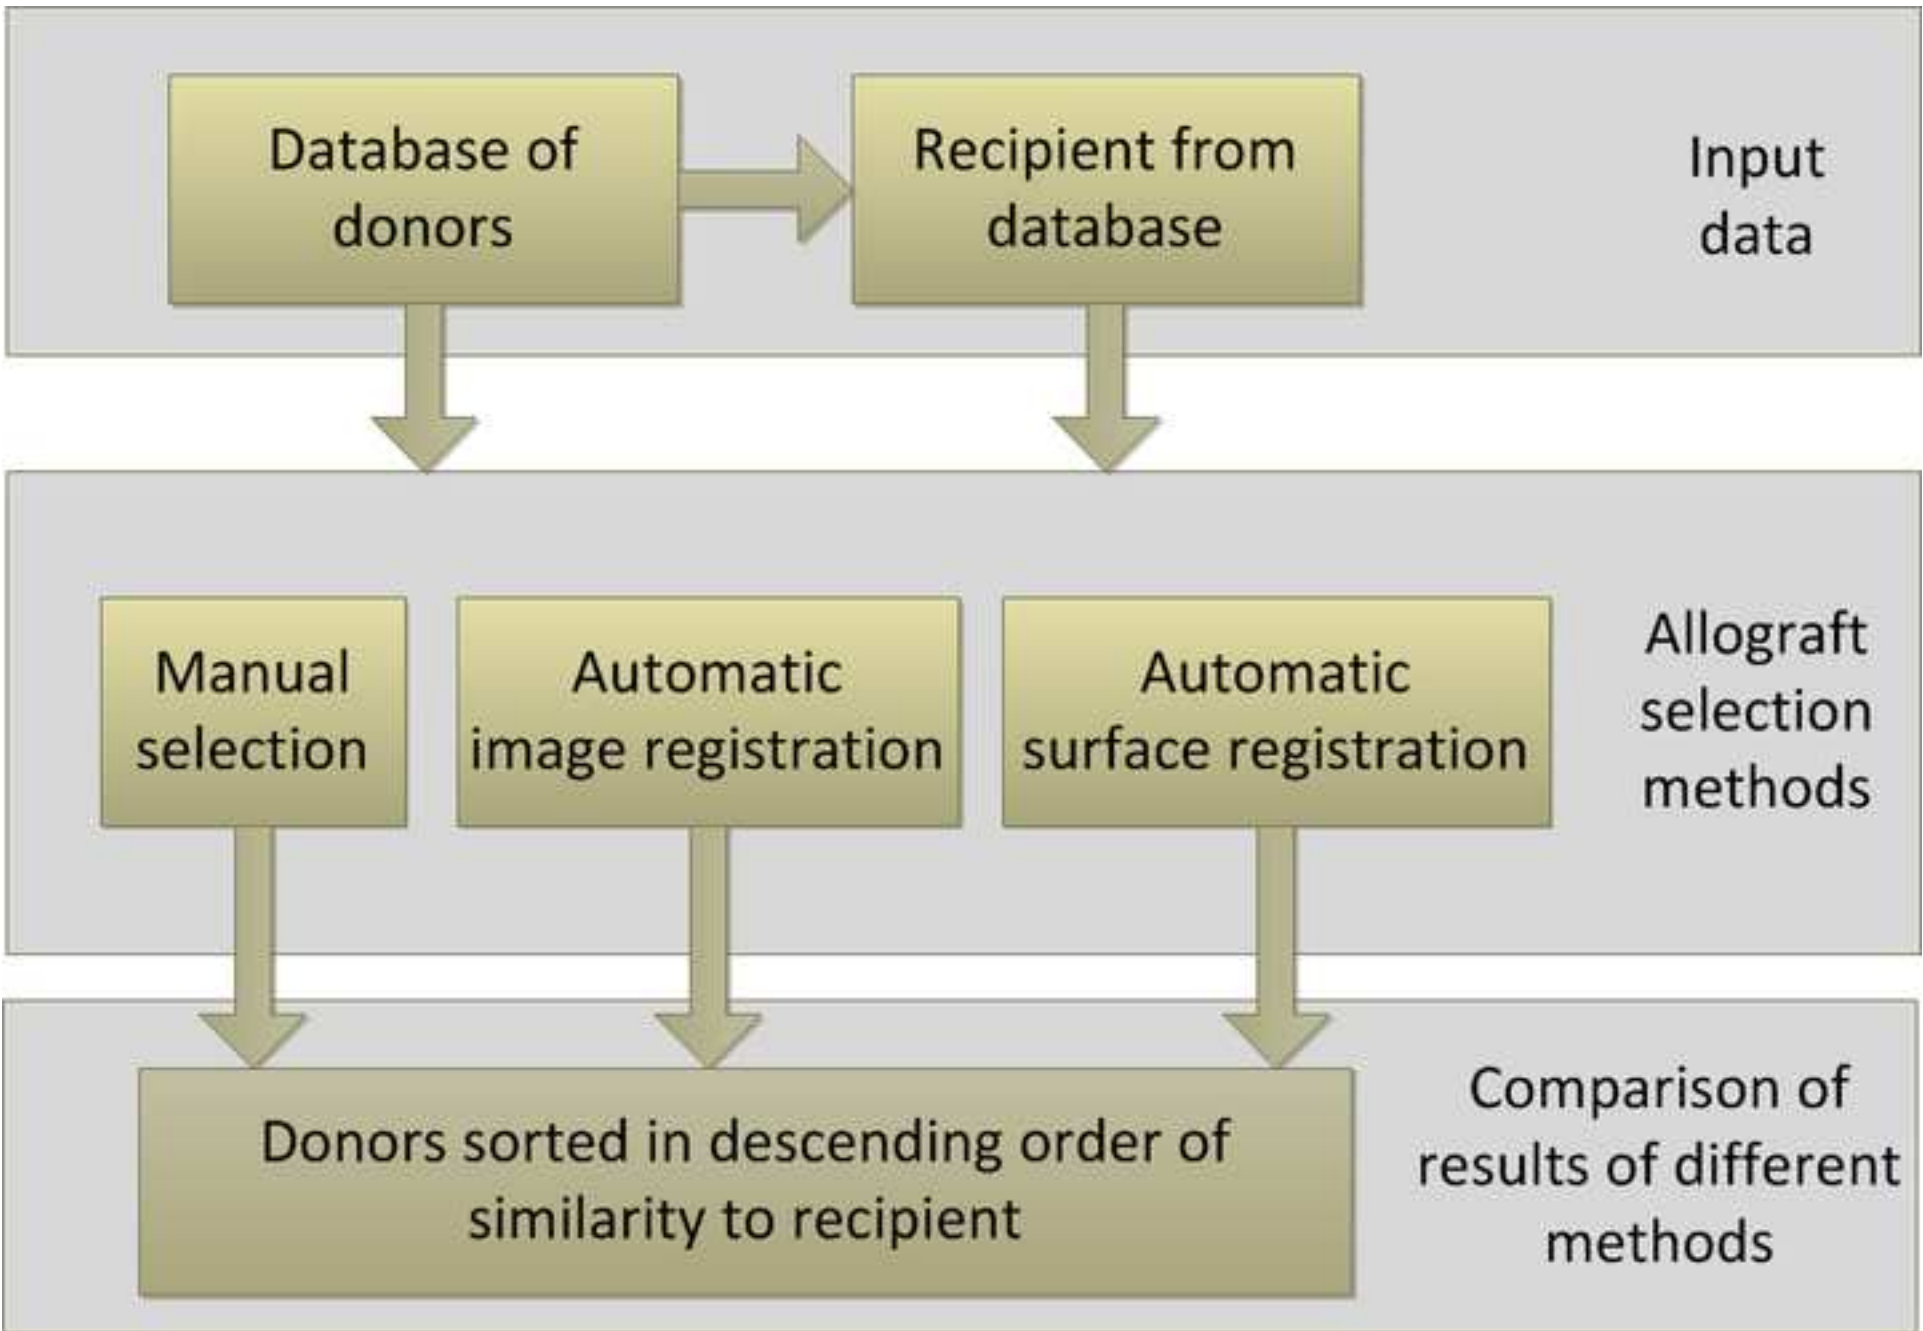 Database of
donors
Recipient from
database
Input
data
Manual
selection
Automatic
image registration
Automatic
surface registration
Allograft
selection
methods
Donors sorted in descending order of
similarity to recipient
Comparison of
results of different
methods